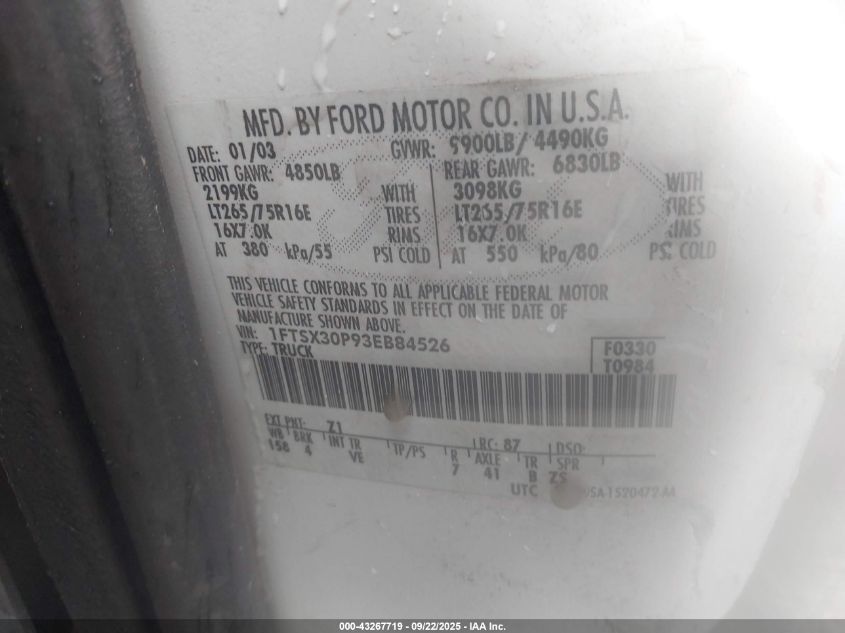 MFD. BY FORD MOTOR CO. IN U.S.A.
DATE: 01/03 GVWR: 9900LB/ 4490KG
FRONT GAWR: 4850LB REAR GAWR: 6830LB
2199KG WITH 3098KG WITH
LT265/75R16E TIRES LT265/75R16E TIRES
16X7.0K RIMS 16X7.0K RIMS
AT 380 kPa/55 PSI COLD AT 550 kPa/80 PSI COLD
THIS VEHICLE CONFORMS TO ALL APPLICABLE FEDERAL MOTOR
VEHICLE SAFETY STANDARDS IN EFFECT ON THE DATE OF
MANUFACTURE SHOWN ABOVE.
VIN: 1FTSX30P93EB84526
TYPE: TRUCK
F0330
T0984
EXT PNT: Z1 RC: 87 DSO:
WB BRK INT TR TP/PS R AXLE TR SPR
158 4 VE 7 41 B ZS
UTC
000-43267719 - 09/22/2025 - IAA Inc.